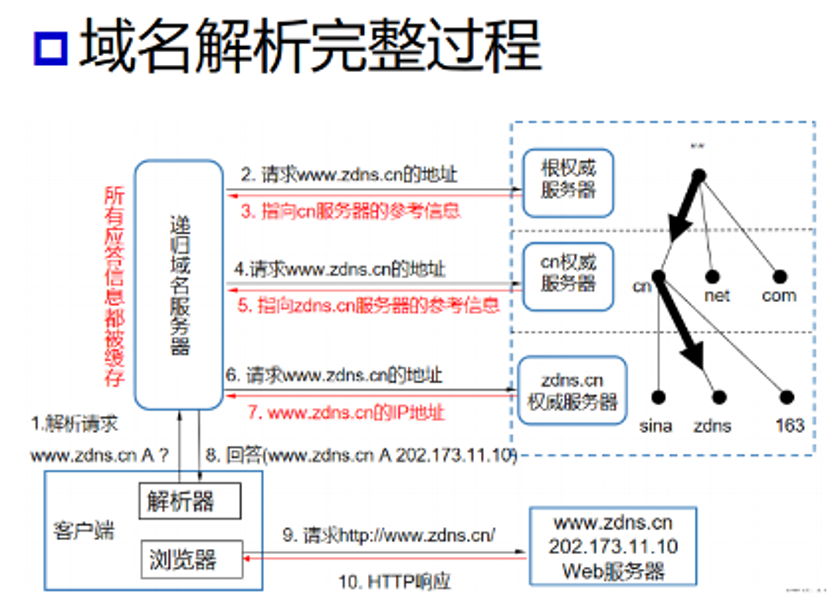 域名解析完整过程
""
2. 请求www.zdns.cn的地址
3. 指向cn服务器的参考信息
根权威
服务器
所有应答信息都被缓存
递归域名服务器
4.请求www.zdns.cn的地址
5. 指向zdns.cn服务器的参考信息
cn权威
服务器
cn
net
com
6. 请求www.zdns.cn的地址
7. www.zdns.cn的IP地址
zdns.cn
权威服务器
sina
zdns
163
1.解析请求
www.zdns.cn A ?
8. 回答(www.zdns.cn A 202.173.11.10)
客户端
解析器
浏览器
9. 请求http://www.zdns.cn/
10. HTTP响应
www.zdns.cn
202.173.11.10
Web服务器